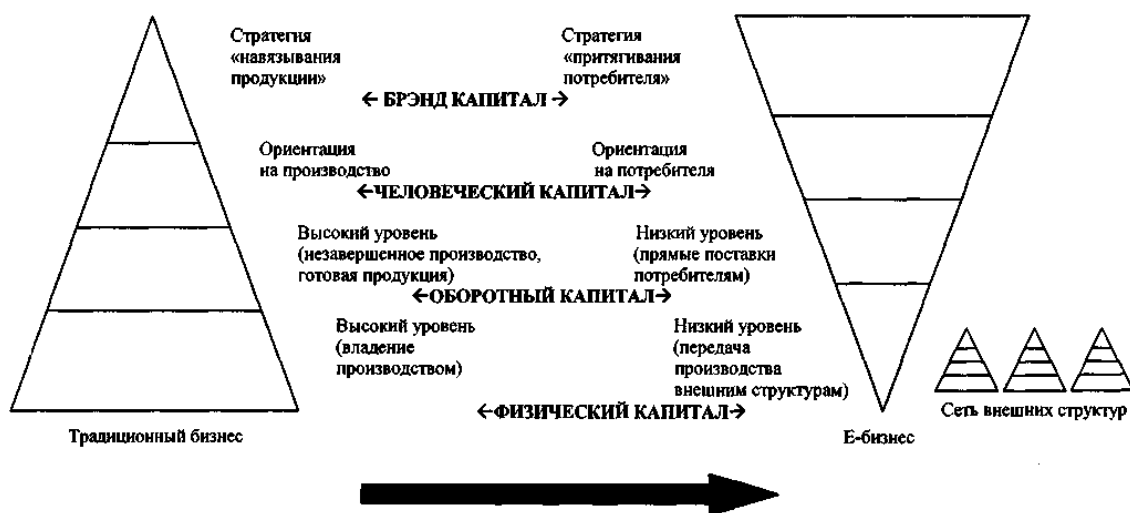 Стратегия
«навязывания
продукции»
Стратегия
«притягивания
потребителя»
← БРЭНД КАПИТАЛ →
Ориентация
на производство
Ориентация
на потребителя
←ЧЕЛОВЕЧЕСКИЙ КАПИТАЛ→
Высокий уровень
(незавершенное производство,
готовая продукция)
Низкий уровень
(прямые поставки
потребителям)
←ОБОРОТНЫЙ КАПИТАЛ→
Высокий уровень
(владение
производством)
Низкий уровень
(передача
производства
внешним структурам)
←ФИЗИЧЕСКИЙ КАПИТАЛ→
Традиционный бизнес
Е-бизнес
Сеть внешних структур